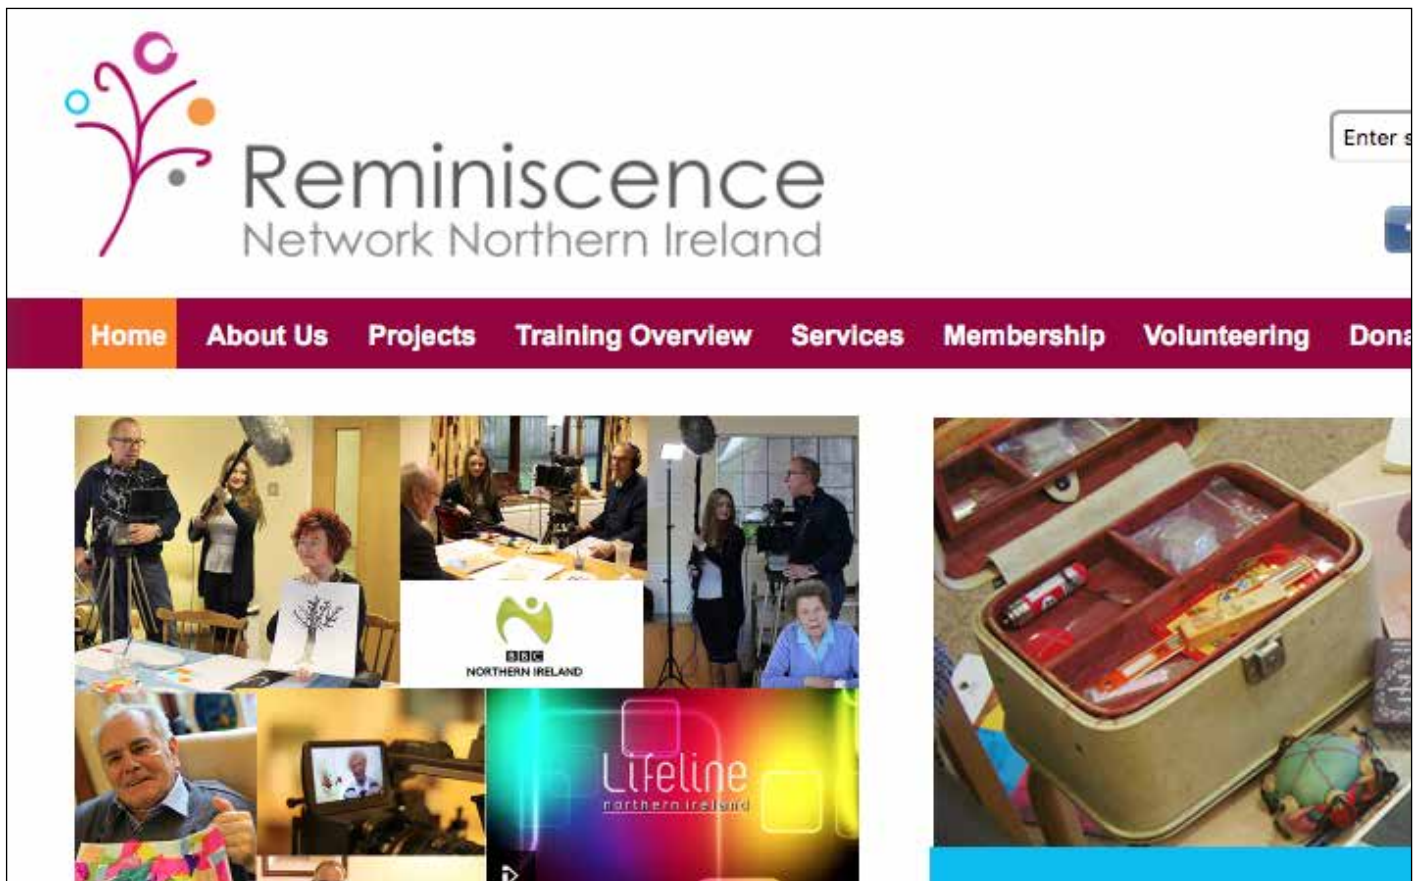 Reminiscence
Network Northern Ireland
Enter
Home About Us Projects Training Overview Services Membership Volunteering
BBC
NORTHERN IRELAND
Lifeline
northern ireland